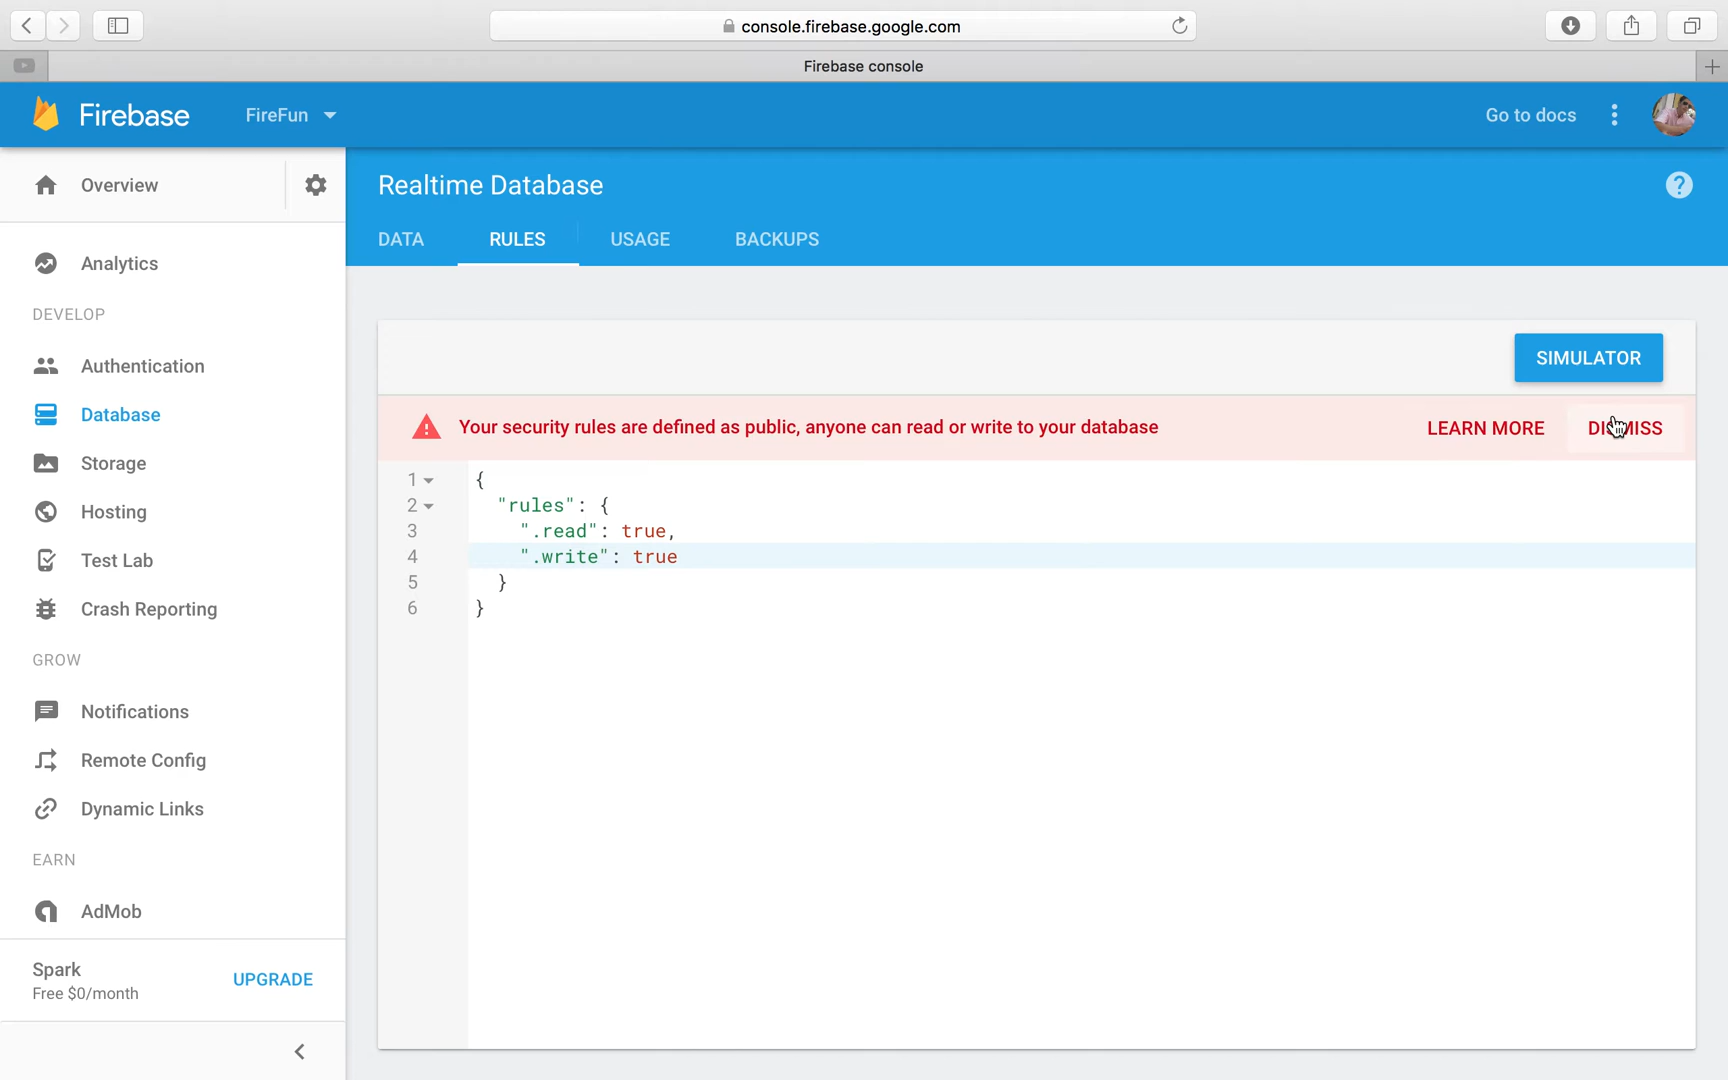 console.firebase.google.com
Firebase console
Firebase
FireFun
Go to docs
Overview
Realtime Database
DATA
RULES
USAGE
BACKUPS
Analytics
DEVELOP
Authentication
Database
Storage
Hosting
Test Lab
Crash Reporting
GROW
Notifications
Remote Config
Dynamic Links
EARN
AdMob
Spark
Free $0/month
UPGRADE
SIMULATOR
Your security rules are defined as public, anyone can read or write to your database
LEARN MORE
DISMISS
1 {
2 "rules": {
3 ".read": true,
4 ".write": true
5 }
6 }